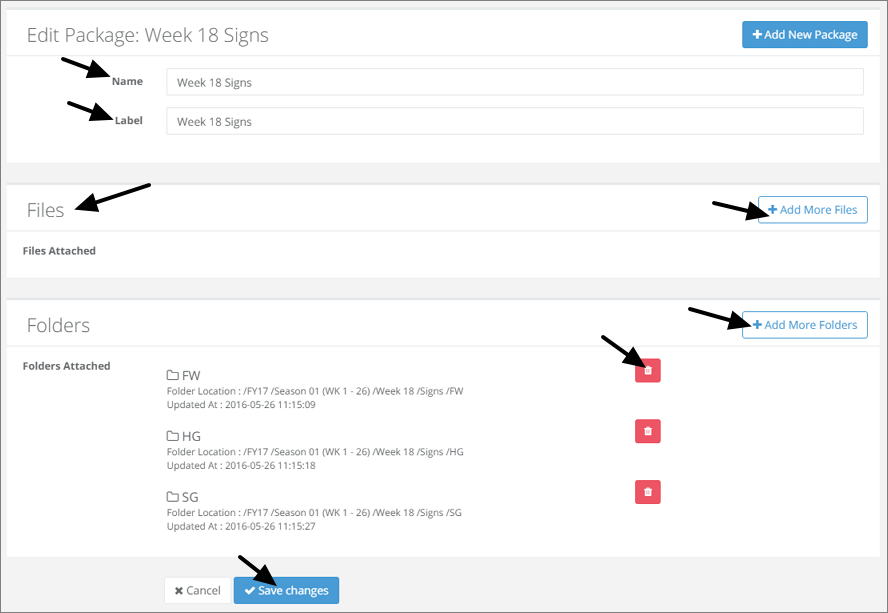 Edit Package: Week 18 Signs
Add New Package
Name
Week 18 Signs
Label
Week 18 Signs
Files
Add More Files
Files Attached
Folders
Add More Folders
Folders Attached
FW
Folder Location : /FY17 /Season 01 (WK 1 - 26) /Week 18 /Signs /FW
Updated At : 2016-05-26 11:15:09
HG
Folder Location : /FY17 /Season 01 (WK 1 - 26) /Week 18 /Signs /HG
Updated At : 2016-05-26 11:15:18
SG
Folder Location : /FY17 /Season 01 (WK 1 - 26) /Week 18 /Signs /SG
Updated At : 2016-05-26 11:15:27
Cancel
Save changes